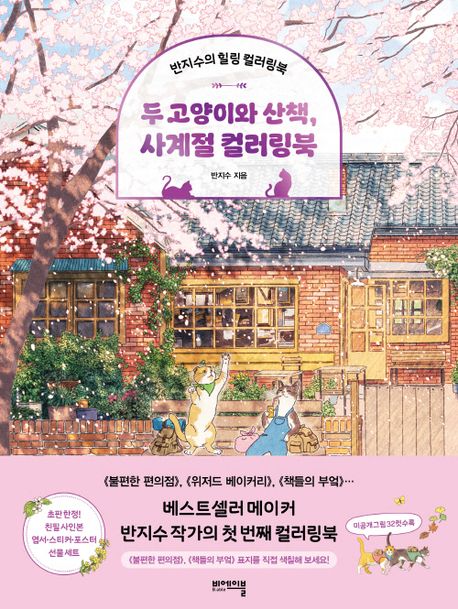 반지수의 힐링 컬러링북
두 고양이와 산책,
사계절 컬러링북
반지수 지음
《불편한 편의점》, 《위저드 베이커리》, 《책들의 부엌》…
베스트셀러 메이커
반지수 작가의 첫 번째 컬러링북
《불편한 편의점》, 《책들의 부엌》 표지를 직접 색칠해 보세요!
초판 한정!
친필 사인본
엽서·스티커·포스터
선물 세트
미공개 그림 32컷 수록
비에이블
B.able